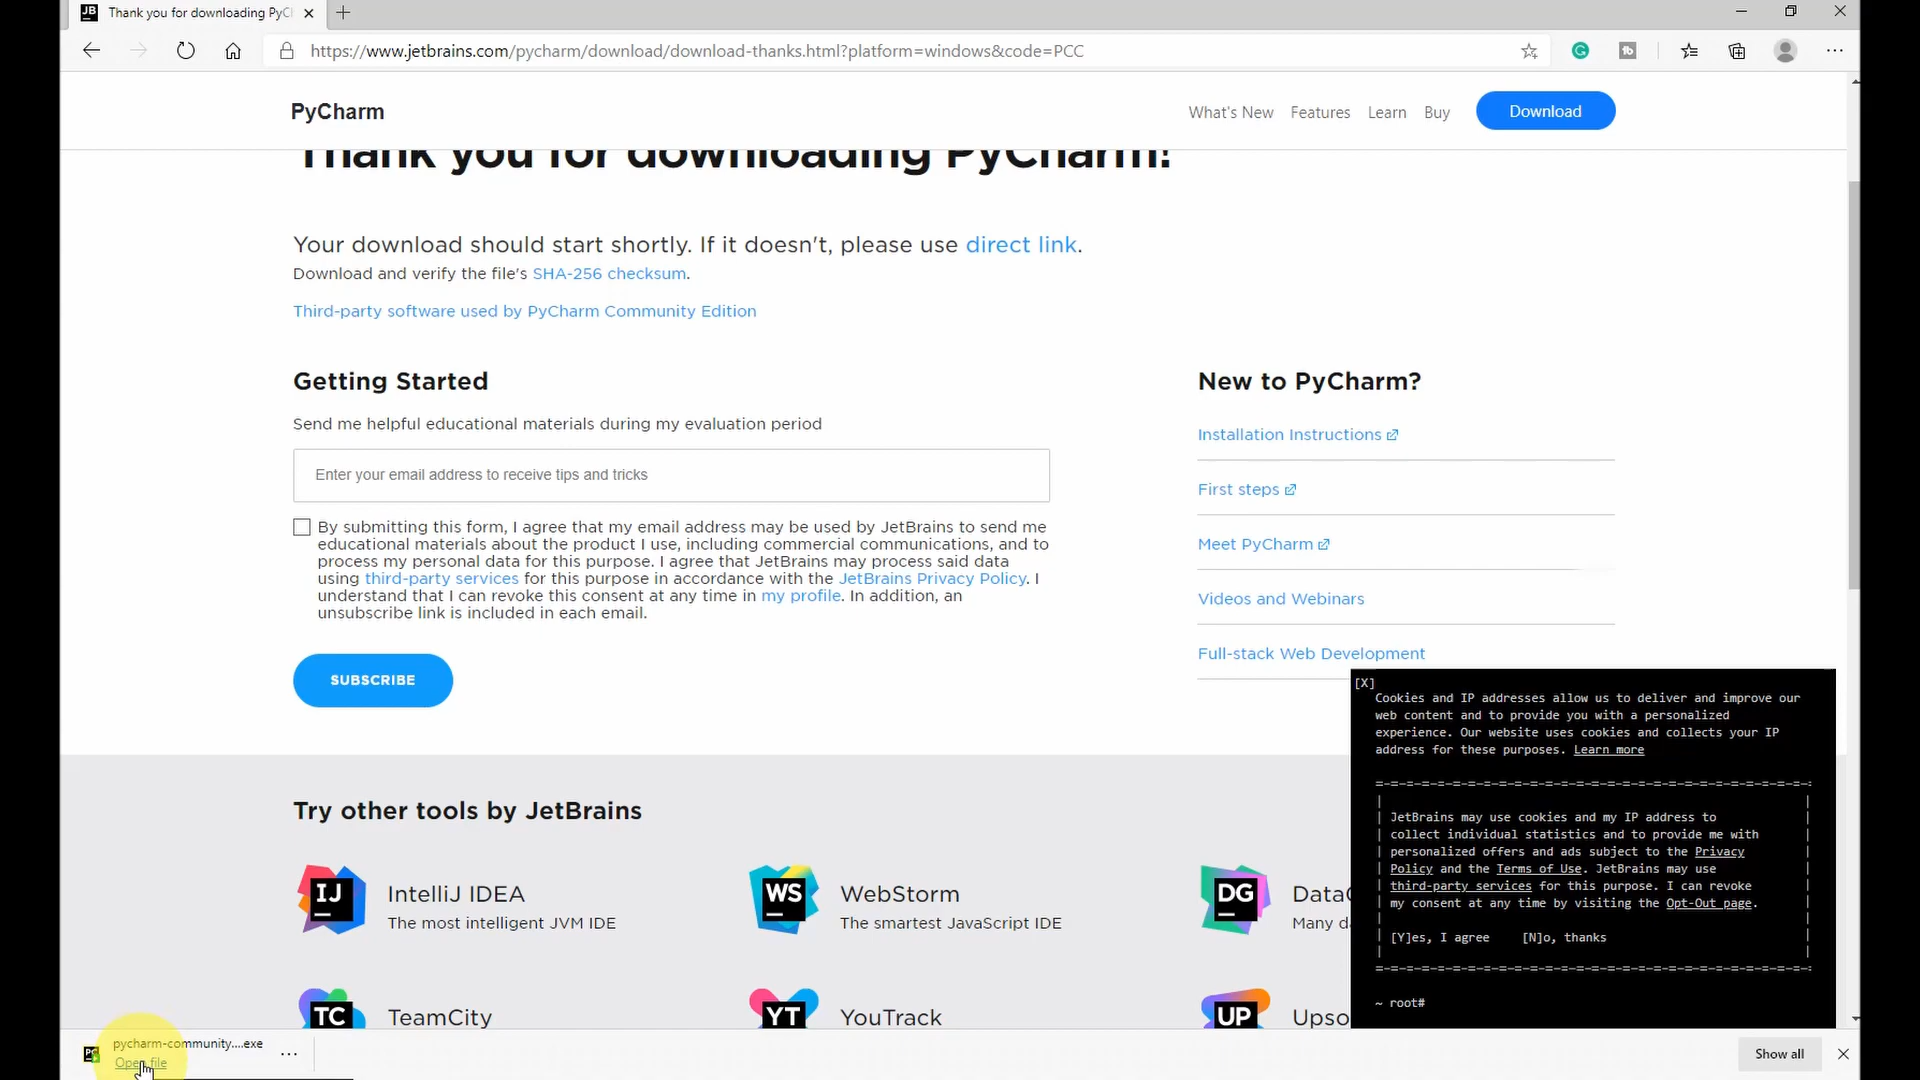 JB Thank you for downloading PyC
https://www.jetbrains.com/pycharm/download/download-thanks.html?platform=windows&code=PCC
PyCharm
What's New Features Learn Buy Download
Thank you for downloading PyCharm!
Your download should start shortly. If it doesn't, please use direct link.
Download and verify the file's SHA-256 checksum.
Third-party software used by PyCharm Community Edition
Getting Started
Send me helpful educational materials during my evaluation period
Enter your email address to receive tips and tricks
By submitting this form, I agree that my email address may be used by JetBrains to send me
educational materials about the product I use, including commercial communications, and to
process my personal data for this purpose. I agree that JetBrains may process said data
using third-party services for this purpose in accordance with the JetBrains Privacy Policy. I
understand that I can revoke this consent at any time in my profile. In addition, an
unsubscribe link is included in each email.
SUBSCRIBE
New to PyCharm?
Installation Instructions
First steps
Meet PyCharm
Videos and Webinars
Full-stack Web Development
[X]
Cookies and IP addresses allow us to deliver and improve our
web content and to provide you with a personalized
experience. Our website uses cookies and collects your IP
address for these purposes. Learn more
=-=-=-=-=-=-=-=-=-=-=-=-=-=-=-=-=-=-=-=-=-=-=-=-=-=-=-=:
JetBrains may use cookies and my IP address to
collect individual statistics and to provide me with
personalized offers and ads subject to the Privacy
Policy and the Terms of Use. JetBrains may use
third-party services for this purpose. I can revoke
my consent at any time by visiting the Opt-Out page.
[Y]es, I agree [N]o, thanks
=-=-=-=-=-=-=-=-=-=-=-=-=-=-=-=-=-=-=-=-=-=-=-=-=-=-=-=:
~ root#
Try other tools by JetBrains
IJ IntelliJ IDEA
The most intelligent JVM IDE
WS WebStorm
The smartest JavaScript IDE
DG Data
Many da
TC TeamCity
YT YouTrack
UP Upso
PC pycharm-community....exe
Open file
Show all